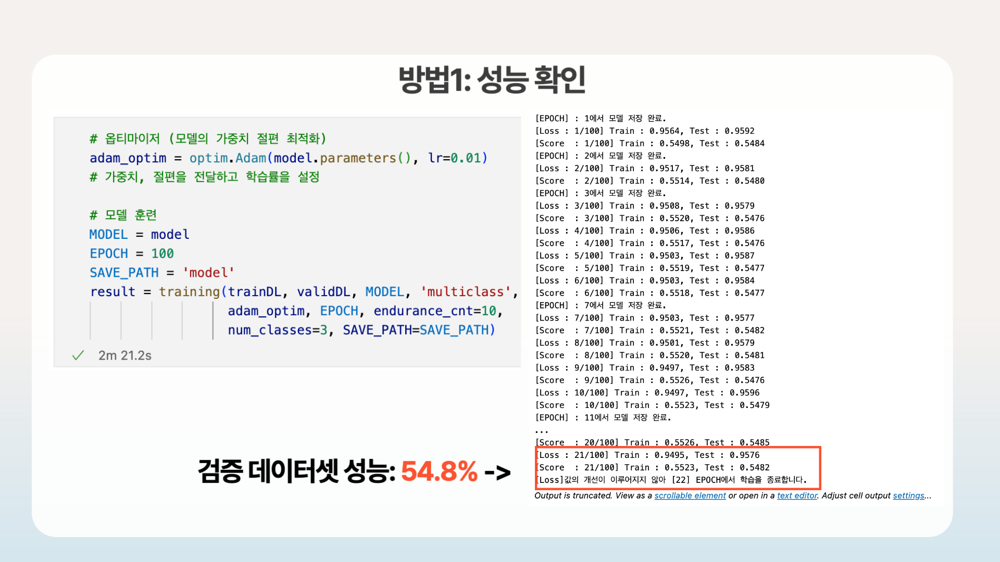 방법1: 성능 확인
# 옵티마이저 (모델의 가중치 절편 최적화)
adam_optim = optim.Adam(model.parameters(), lr=0.01)
# 가중치, 절편을 전달하고 학습률을 설정
# 모델 훈련
MODEL = model
EPOCH = 100
SAVE_PATH = 'model'
result = training(trainDL, validDL, MODEL, 'multiclass',
adam_optim, EPOCH, endurance_cnt=10,
num_classes=3, SAVE_PATH=SAVE_PATH)
✓ 2m 21.2s
검증 데이터셋 성능: 54.8% ->
[EPOCH] : 1에서 모델 저장 완료.
[Loss : 1/100] Train : 0.9564, Test : 0.9592
[Score  : 1/100] Train : 0.5498, Test : 0.5484
[EPOCH] : 2에서 모델 저장 완료.
[Loss : 2/100] Train : 0.9517, Test : 0.9581
[Score  : 2/100] Train : 0.5514, Test : 0.5480
[EPOCH] : 3에서 모델 저장 완료.
[Loss : 3/100] Train : 0.9508, Test : 0.9579
[Score  : 3/100] Train : 0.5520, Test : 0.5476
[Loss : 4/100] Train : 0.9506, Test : 0.9586
[Score  : 4/100] Train : 0.5517, Test : 0.5476
[Loss : 5/100] Train : 0.9503, Test : 0.9587
[Score  : 5/100] Train : 0.5519, Test : 0.5477
[Loss : 6/100] Train : 0.9503, Test : 0.9584
[Score  : 6/100] Train : 0.5518, Test : 0.5477
[EPOCH] : 7에서 모델 저장 완료.
[Loss : 7/100] Train : 0.9503, Test : 0.9577
[Score  : 7/100] Train : 0.5521, Test : 0.5482
[Loss : 8/100] Train : 0.9501, Test : 0.9579
[Score  : 8/100] Train : 0.5520, Test : 0.5481
[Loss : 9/100] Train : 0.9497, Test : 0.9583
[Score  : 9/100] Train : 0.5526, Test : 0.5476
[Loss : 10/100] Train : 0.9497, Test : 0.9596
[Score  : 10/100] Train : 0.5523, Test : 0.5479
[EPOCH] : 11에서 모델 저장 완료.
...
[Score  : 20/100] Train : 0.5526, Test : 0.5485
[Loss : 21/100] Train : 0.9495, Test : 0.9576
[Score  : 21/100] Train : 0.5523, Test : 0.5482
[Loss]값의 개선이 이루어지지 않아 [22] EPOCH에서 학습을 종료합니다.
Output is truncated. View as a scrollable element or open in a text editor. Adjust cell output settings...